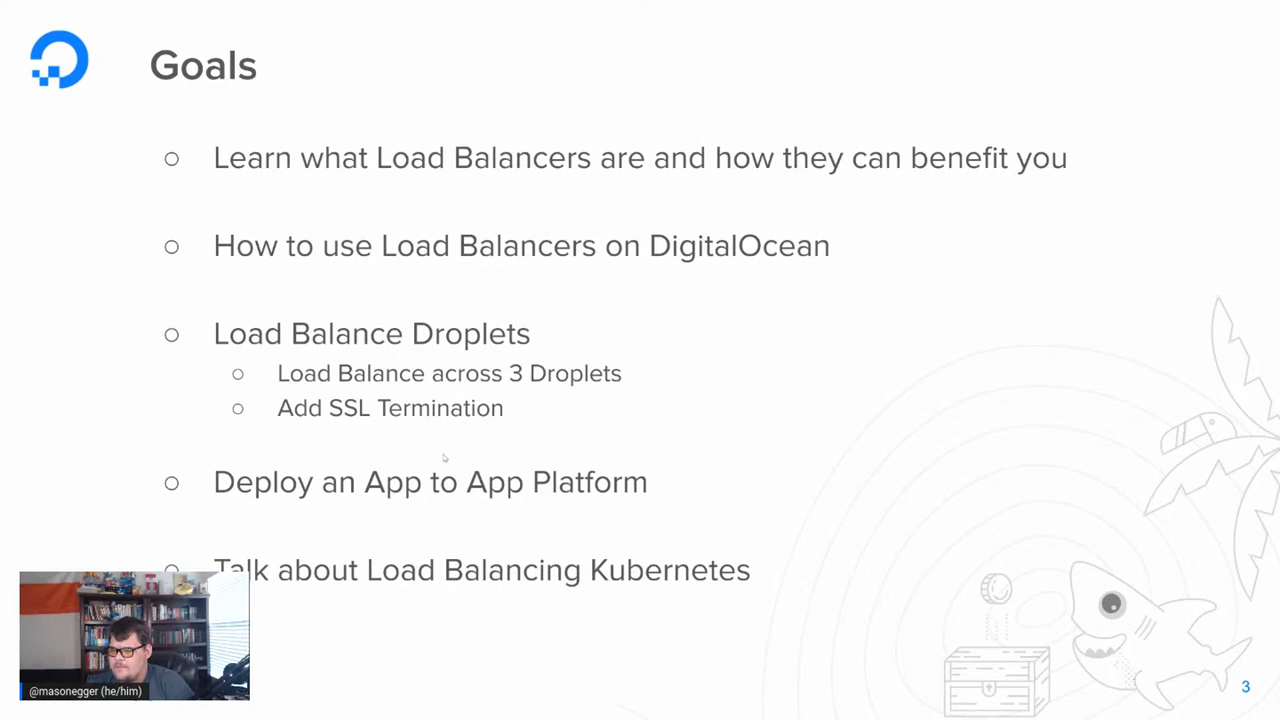 Goals
○ Learn what Load Balancers are and how they can benefit you
○ How to use Load Balancers on DigitalOcean
○ Load Balance Droplets
○ Load Balance across 3 Droplets
○ Add SSL Termination
○ Deploy an App to App Platform
○ Talk about Load Balancing Kubernetes
@masonegger (he/him)
3